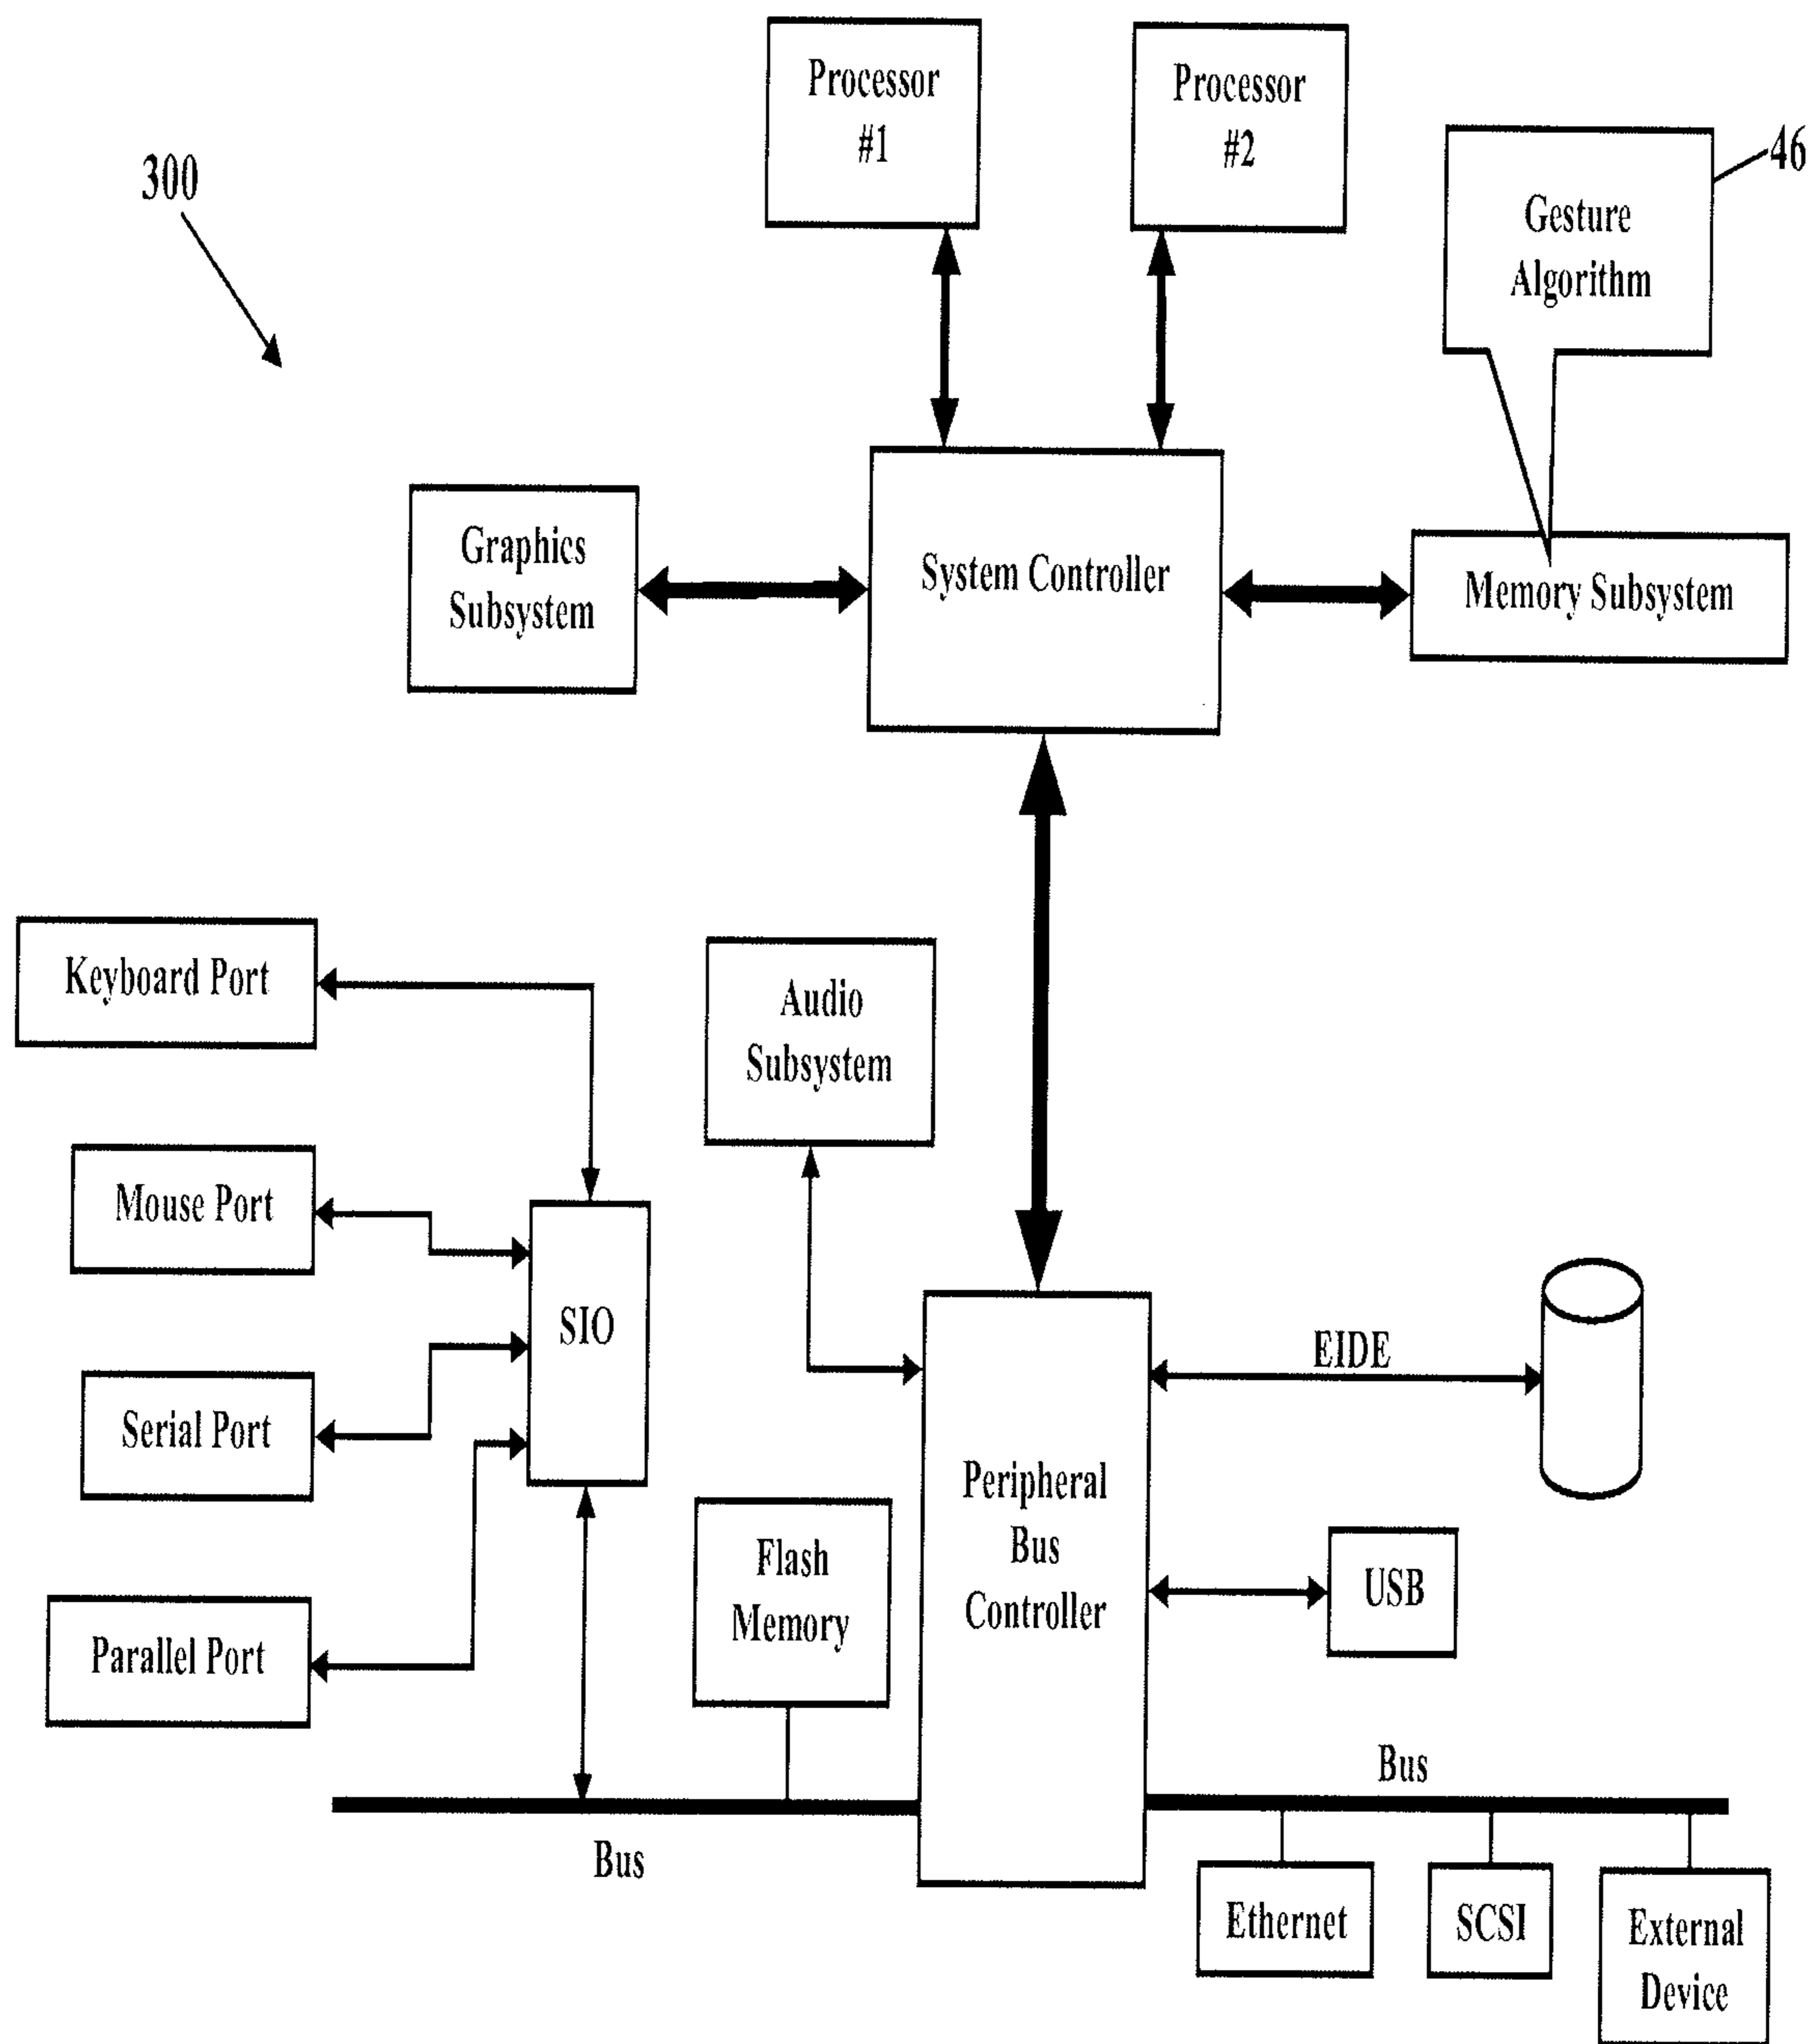 300
Processor
#1
Processor
#2
46
Gesture
Algorithm
Graphics
Subsystem
System Controller
Memory Subsystem
Keyboard Port
Audio
Subsystem
Mouse Port
SIO
Serial Port
Parallel Port
Flash
Memory
Peripheral
Bus
Controller
EIDE
USB
Bus
Bus
Ethernet
SCSI
External
Device